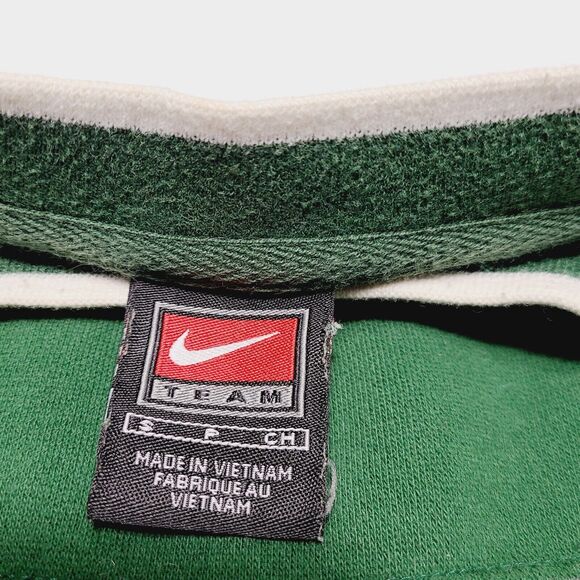 TEAM
S P CH
MADE IN VIETNAM
FABRIQUE AU
VIETNAM